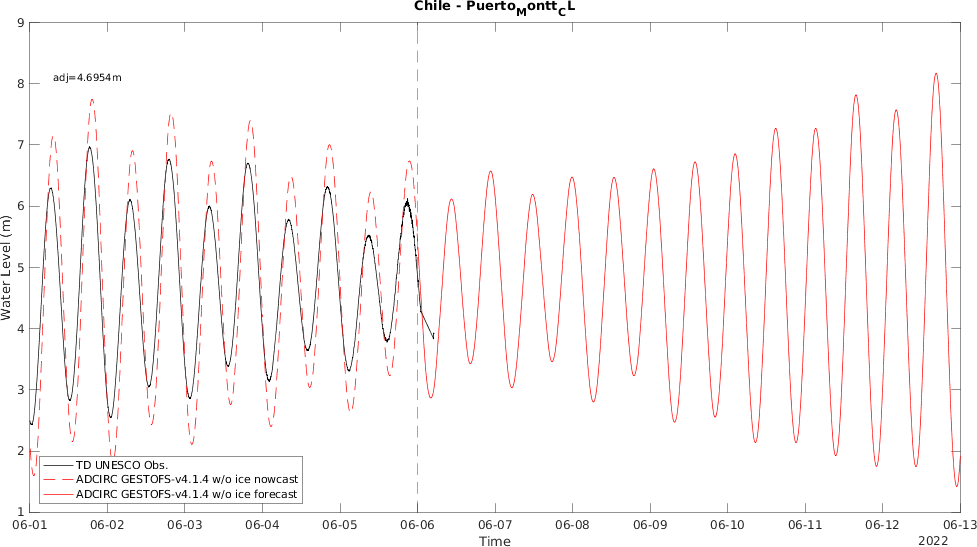 Chile - Puerto_Montt_CL
adj=4.6954m
Water Level (m)
9
8
7
6
5
4
3
2
1
TD UNESCO Obs.
ADCIRC GESTOFS-v4.1.4 w/o ice nowcast
ADCIRC GESTOFS-v4.1.4 w/o ice forecast
06-01 06-02 06-03 06-04 06-05 06-06 06-07 06-08 06-09 06-10 06-11 06-12 06-13
Time
2022